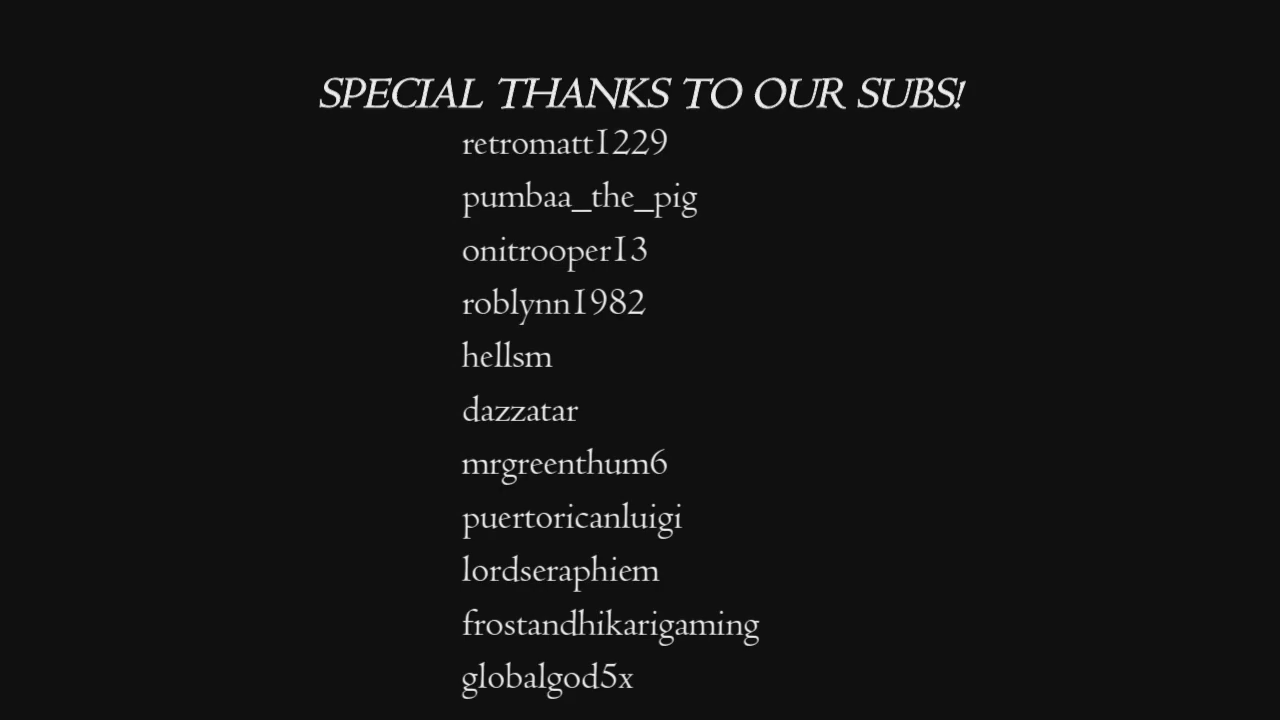 SPECIAL THANKS TO OUR SUBS!
retromatt1229
pumbaa_the_pig
onitrooper13
roblynn1982
hellsm
dazzatar
mrgreenthum6
puertoricanluigi
lordseraphiem
frostandhikarigaming
globalgod5x